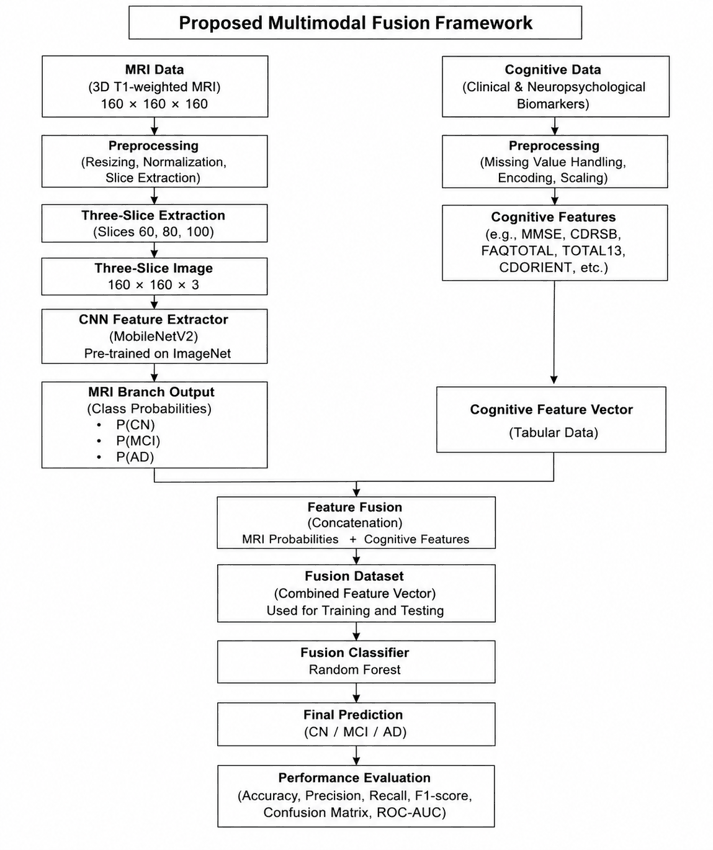 Proposed Multimodal Fusion Framework
MRI Data
(3D T1-weighted MRI)
160 × 160 × 160
Preprocessing
(Resizing, Normalization,
Slice Extraction)
Three-Slice Extraction
(Slices 60, 80, 100)
Three-Slice Image
160 × 160 × 3
CNN Feature Extractor
(MobileNetV2)
Pre-trained on ImageNet
MRI Branch Output
(Class Probabilities)
• P(CN)
• P(MCI)
• P(AD)
Cognitive Data
(Clinical & Neuropsychological
Biomarkers)
Preprocessing
(Missing Value Handling,
Encoding, Scaling)
Cognitive Features
(e.g., MMSE, CDRSB,
FAQTOTAL, TOTAL13,
CDORIENT, etc.)
Cognitive Feature Vector
(Tabular Data)
Feature Fusion
(Concatenation)
MRI Probabilities + Cognitive Features
Fusion Dataset
(Combined Feature Vector)
Used for Training and Testing
Fusion Classifier
Random Forest
Final Prediction
(CN / MCI / AD)
Performance Evaluation
(Accuracy, Precision, Recall, F1-score,
Confusion Matrix, ROC-AUC)